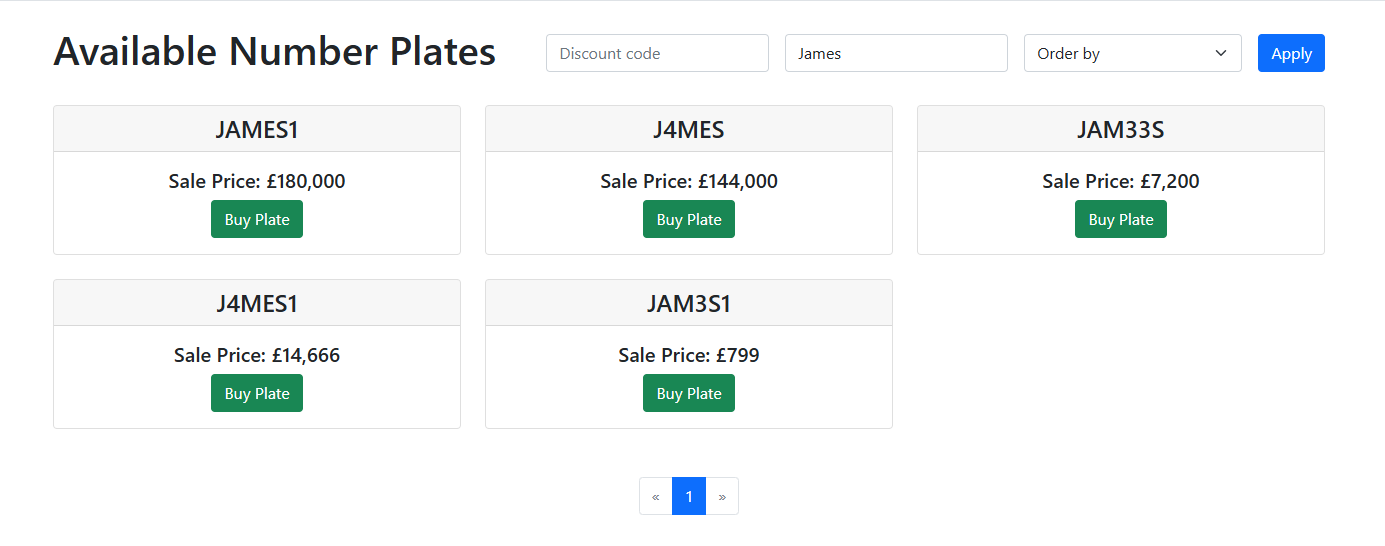 Available Number Plates
Discount code
James
Order by
Apply
JAMES1
Sale Price: £180,000
Buy Plate
J4MES
Sale Price: £144,000
Buy Plate
JAM33S
Sale Price: £7,200
Buy Plate
J4MES1
Sale Price: £14,666
Buy Plate
JAM3S1
Sale Price: £799
Buy Plate
« 1 »